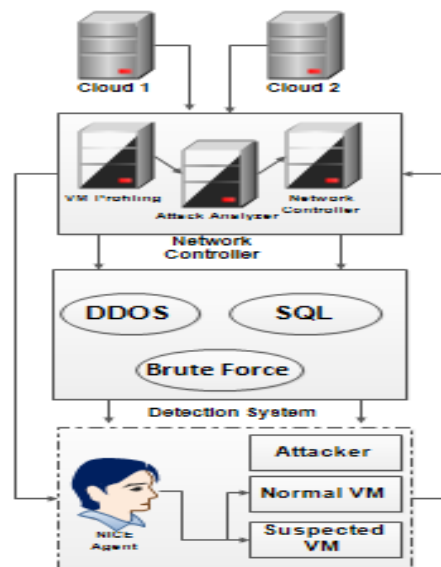 Cloud 1
Cloud 2
VM Profiling
Attack Analyzer
Network
Controller
Network
Controller
DDOS
SQL
Brute Force
Detection System
Attacker
Normal VM
Suspected
VM
NICE
Agent